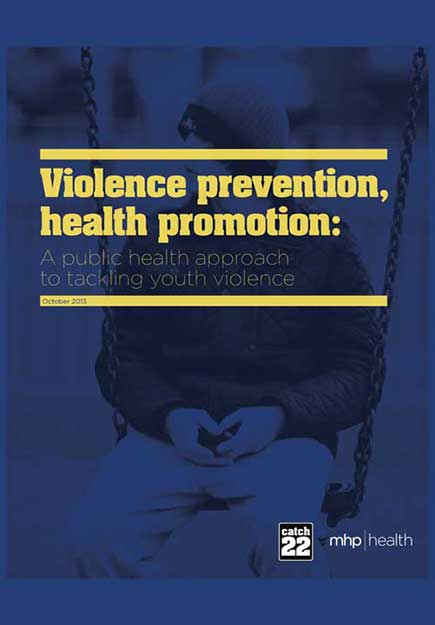 Violence prevention,
health promotion:
A public health approach
to tackling youth violence
October 2013
catch
22
mhp health